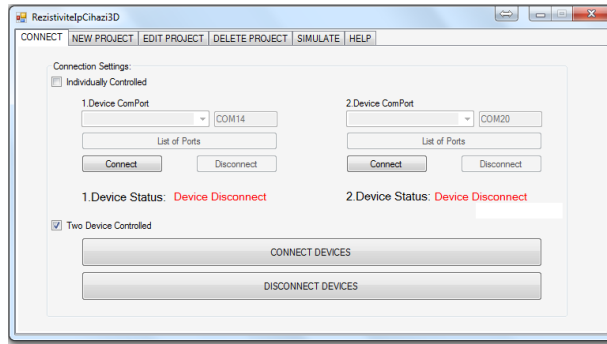 RezistiviteIpCihazi3D
CONNECT NEW PROJECT EDIT PROJECT DELETE PROJECT SIMULATE HELP
Connection Settings:
Individually Controlled
1.Device ComPort
COM14
List of Ports
Connect Disconnect
1.Device Status: Device Disconnect
2.Device ComPort
COM20
List of Ports
Connect Disconnect
2.Device Status: Device Disconnect
Two Device Controlled
CONNECT DEVICES
DISCONNECT DEVICES